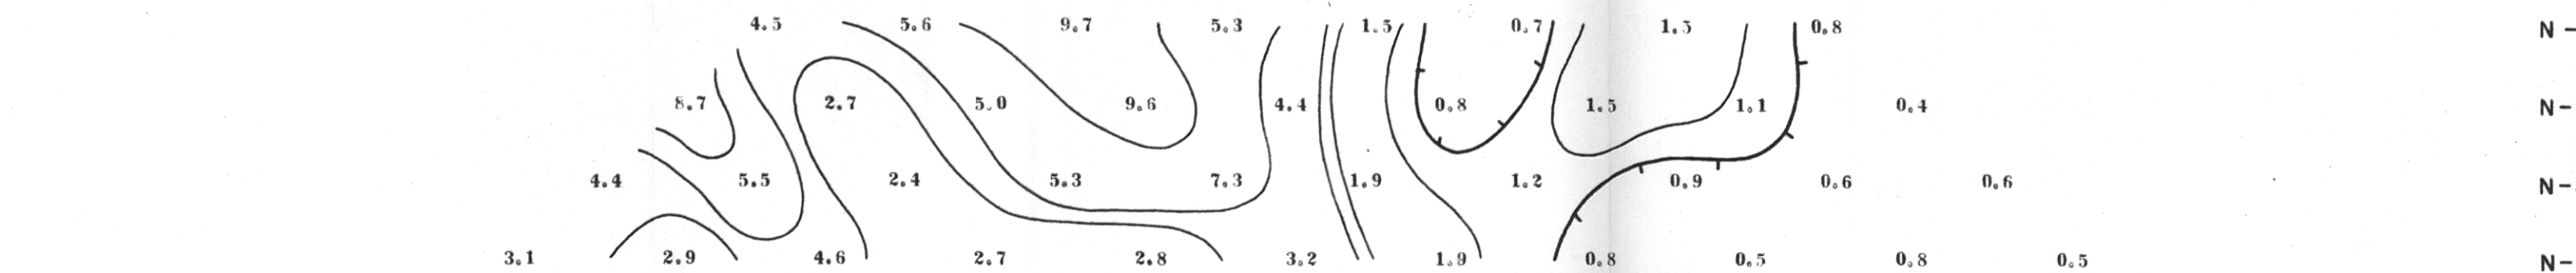 4.5 5.6 9.7 5.3 1.5 0.7 1.3 0.8 N-
8.7 2.7 5.0 9.6 4.4 0.8 1.5 1.1 0.4 N-
4.4 5.5 2.4 5.3 7.3 1.9 1.2 0.9 0.6 0.6 N-
3.1 2.9 4.6 2.7 2.8 3.2 1.9 0.8 0.5 0.8 0.5 N-